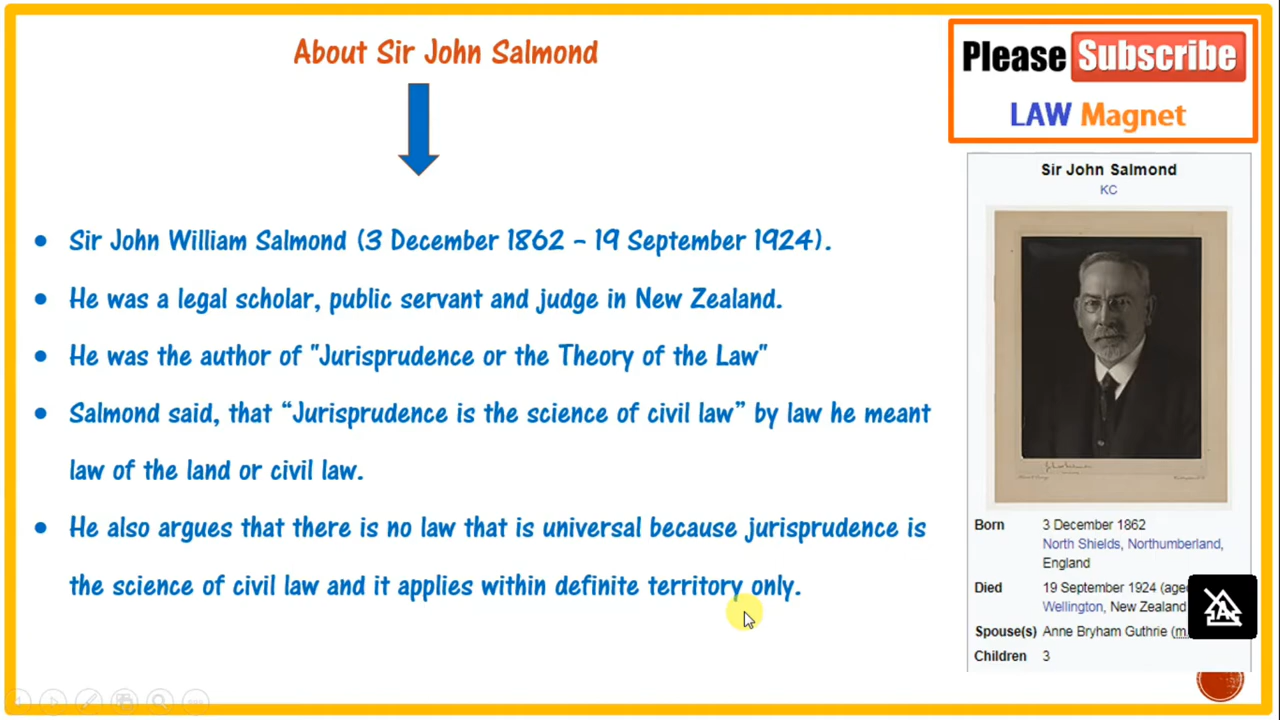 About Sir John Salmond
Please Subscribe
LAW Magnet
• Sir John William Salmond (3 December 1862 – 19 September 1924).
• He was a legal scholar, public servant and judge in New Zealand.
• He was the author of "Jurisprudence or the Theory of the Law"
• Salmond said, that “Jurisprudence is the science of civil law” by law he meant
law of the land or civil law.
• He also argues that there is no law that is universal because jurisprudence is
the science of civil law and it applies within definite territory only.
Sir John Salmond
KC
Born 3 December 1862
North Shields, Northumberland,
England
Died 19 September 1924 (aged
Wellington, New Zealand
Spouse(s) Anne Bryham Guthrie (m.
Children 3